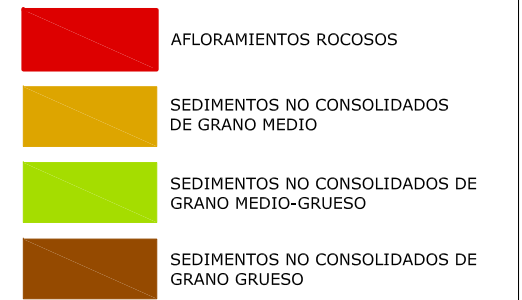 AFLORAMIENTOS ROCOSOS
SEDIMENTOS NO CONSOLIDADOS
DE GRANO MEDIO
SEDIMENTOS NO CONSOLIDADOS DE
GRANO MEDIO-GRUESO
SEDIMENTOS NO CONSOLIDADOS DE
GRANO GRUESO